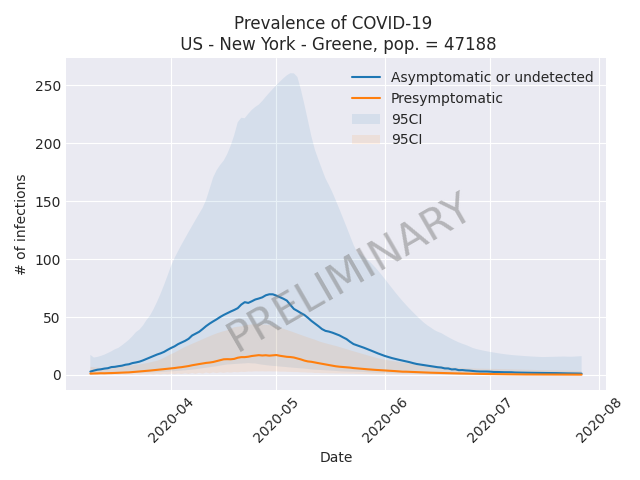 Prevalence of COVID-19
US - New York - Greene, pop. = 47188
Asymptomatic or undetected
Presymptomatic
95CI
95CI
250
200
150
100
50
0
# of infections
PRELIMINARY
2020-04
2020-05
2020-06
2020-07
2020-08
Date